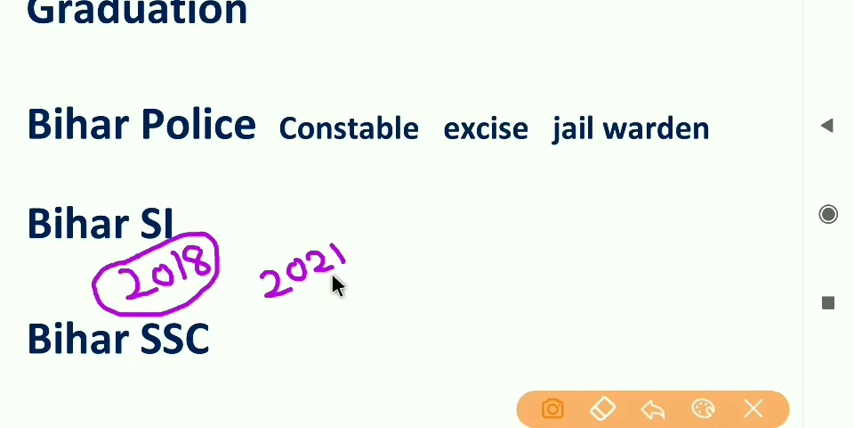 Graduation
Bihar Police Constable excise jail warden
Bihar SI
2018 2021
Bihar SSC